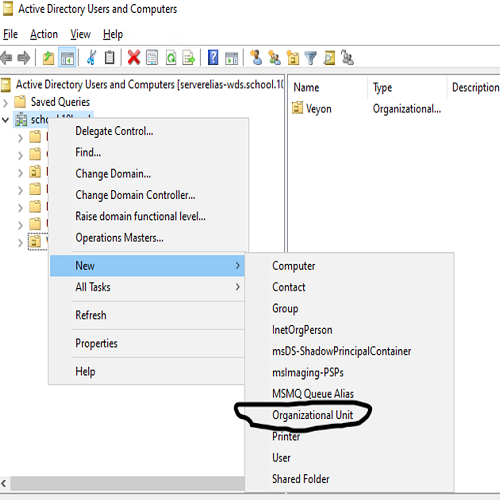 Active Directory Users and Computers
File Action View Help
Active Directory Users and Computers [serverelias-wds.school.10
Saved Queries
Name Type Description
Veyon Organizational...
Delegate Control...
Find...
Change Domain...
Change Domain Controller...
Raise domain functional level...
Operations Masters...
New
All Tasks
Refresh
Properties
Help
Computer
Contact
Group
InetOrgPerson
msDS-ShadowPrincipalContainer
msImaging-PSPs
MSMQ Queue Alias
Organizational Unit
Printer
User
Shared Folder